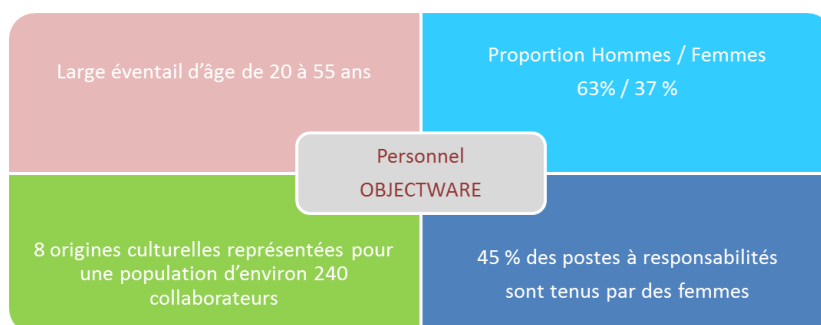 Large éventail d'âge de 20 à 55 ans
Proportion Hommes / Femmes
63% / 37 %
Personnel
OBJECTWARE
8 origines culturelles représentées pour
une population d'environ 240
collaborateurs
45 % des postes à responsabilités
sont tenus par des femmes